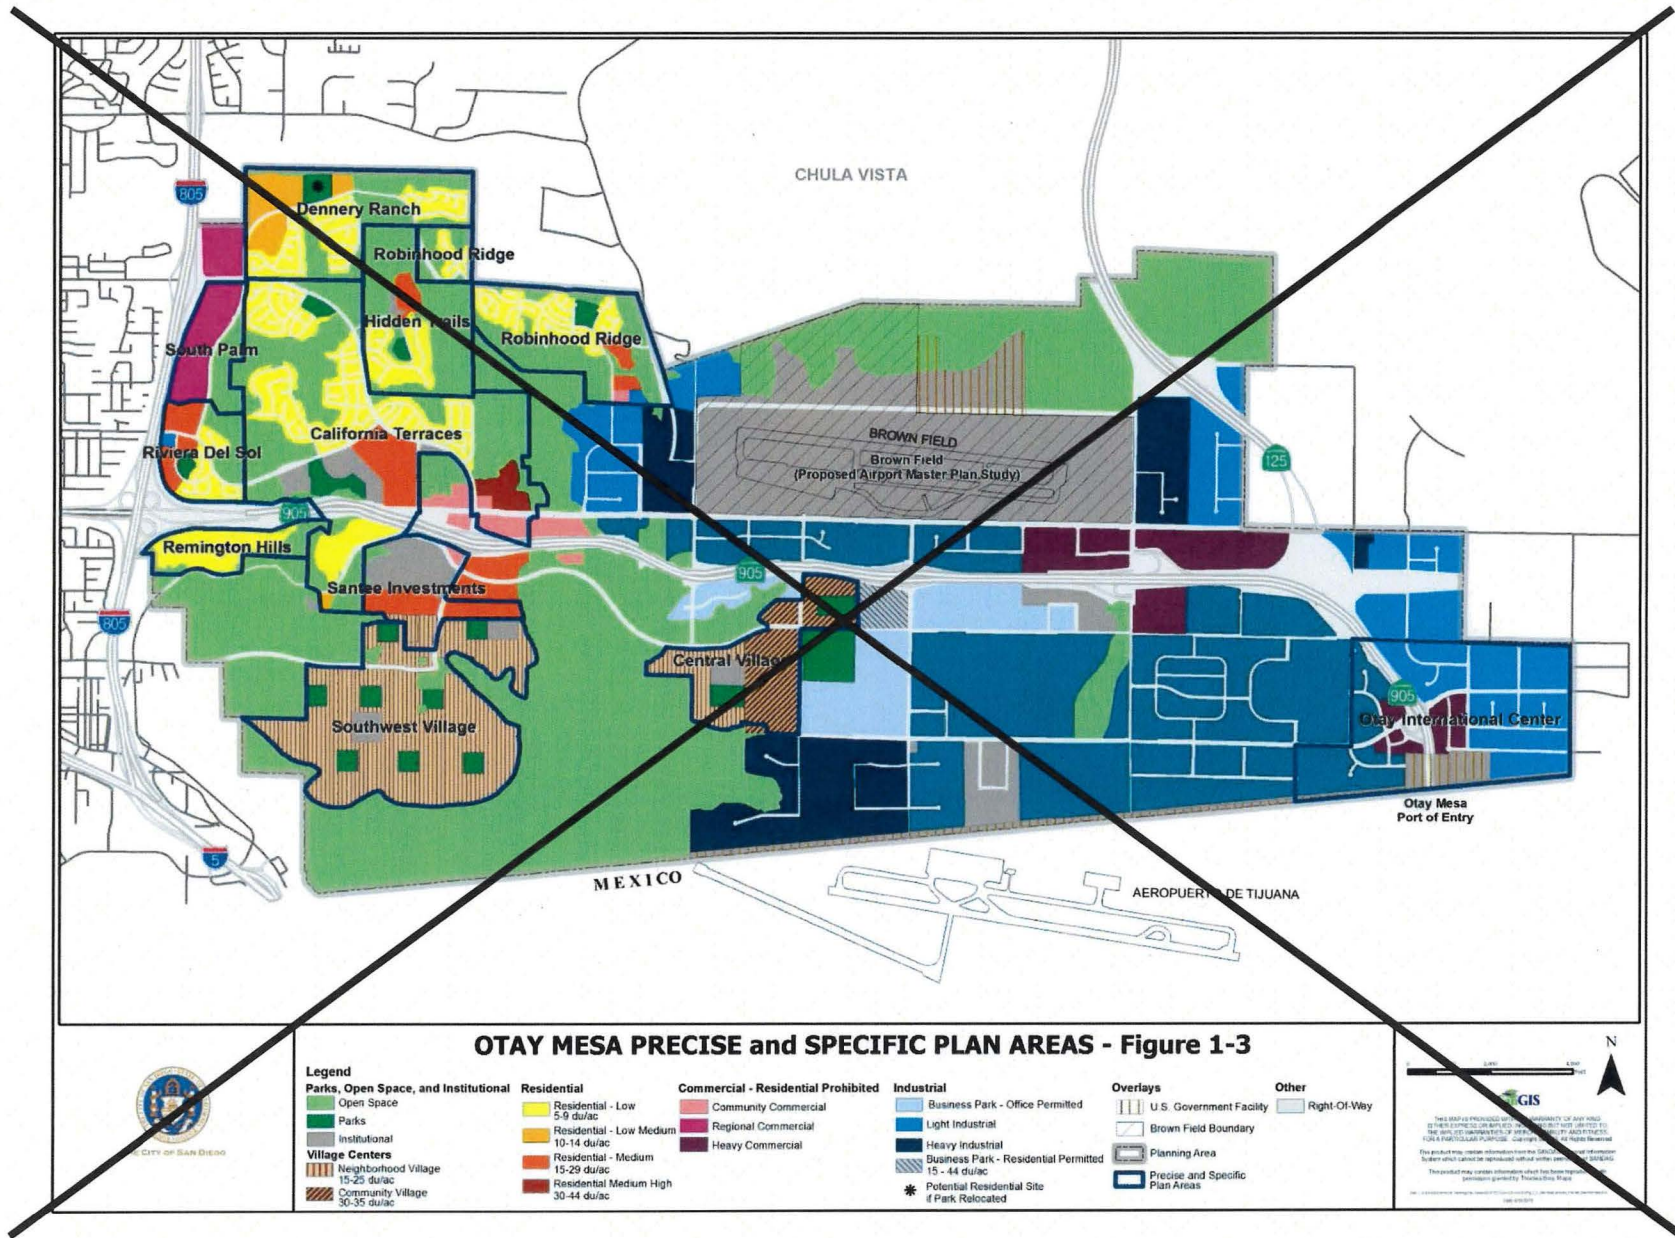 CHULA VISTA
805
Dennery Ranch
Robinhood Ridge
Hidden Trails
Robinhood Ridge
South Palm
California Terraces
Riviera Del Sol
BROWN FIELD
Brown Field
(Proposed Airport Master Plan Study)
125
905
Remington Hills
905
Santee Investments
805
Central Village
905
Otay International Center
Southwest Village
Otay Mesa
Port of Entry
5
MEXICO
AEROPUERTO DE TIJUANA
OTAY MESA PRECISE and SPECIFIC PLAN AREAS - Figure 1-3
THE CITY OF SAN DIEGO
Legend
Parks, Open Space, and Institutional
Open Space
Parks
Institutional
Village Centers
Neighborhood Village
15-25 du/ac
Community Village
30-35 du/ac
Residential
Residential - Low
5-9 du/ac
Residential - Low Medium
10-14 du/ac
Residential - Medium
15-29 du/ac
Residential Medium High
30-44 du/ac
Commercial - Residential Prohibited
Community Commercial
Regional Commercial
Heavy Commercial
Industrial
Business Park - Office Permitted
Light Industrial
Heavy Industrial
Business Park - Residential Permitted
15 - 44 du/ac
Potential Residential Site
if Park Relocated
Overlays
U.S. Government Facility
Brown Field Boundary
Planning Area
Precise and Specific
Plan Areas
Other
Right-Of-Way
N
GIS